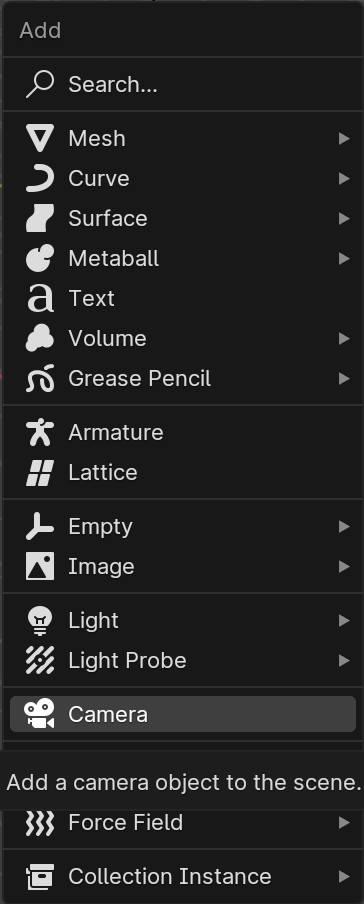 Add
Search...
Mesh
Curve
Surface
Metaball
Text
Volume
Grease Pencil
Armature
Lattice
Empty
Image
Light
Light Probe
Camera
Add a camera object to the scene.
Force Field
Collection Instance